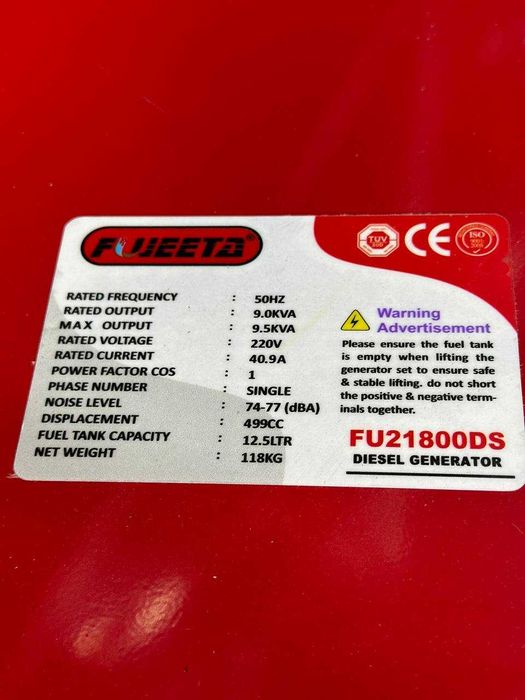 FUJEETA®
TUV
CE
ISO
9001:
2008
RATED FREQUENCY : 50HZ
RATED OUTPUT : 9.0KVA
MAX OUTPUT : 9.5KVA
RATED VOLTAGE : 220V
RATED CURRENT : 40.9A
POWER FACTOR COS : 1
PHASE NUMBER : SINGLE
NOISE LEVEL : 74-77 (dBA)
DISPLACEMENT : 499CC
FUEL TANK CAPACITY : 12.5LTR
NET WEIGHT : 118KG
Warning
Advertisement
Please ensure the fuel tank
is empty when lifting the
generator set to ensure safe
& stable lifting. do not short
the positive & negative term-
inals together.
FU21800DS
DIESEL GENERATOR